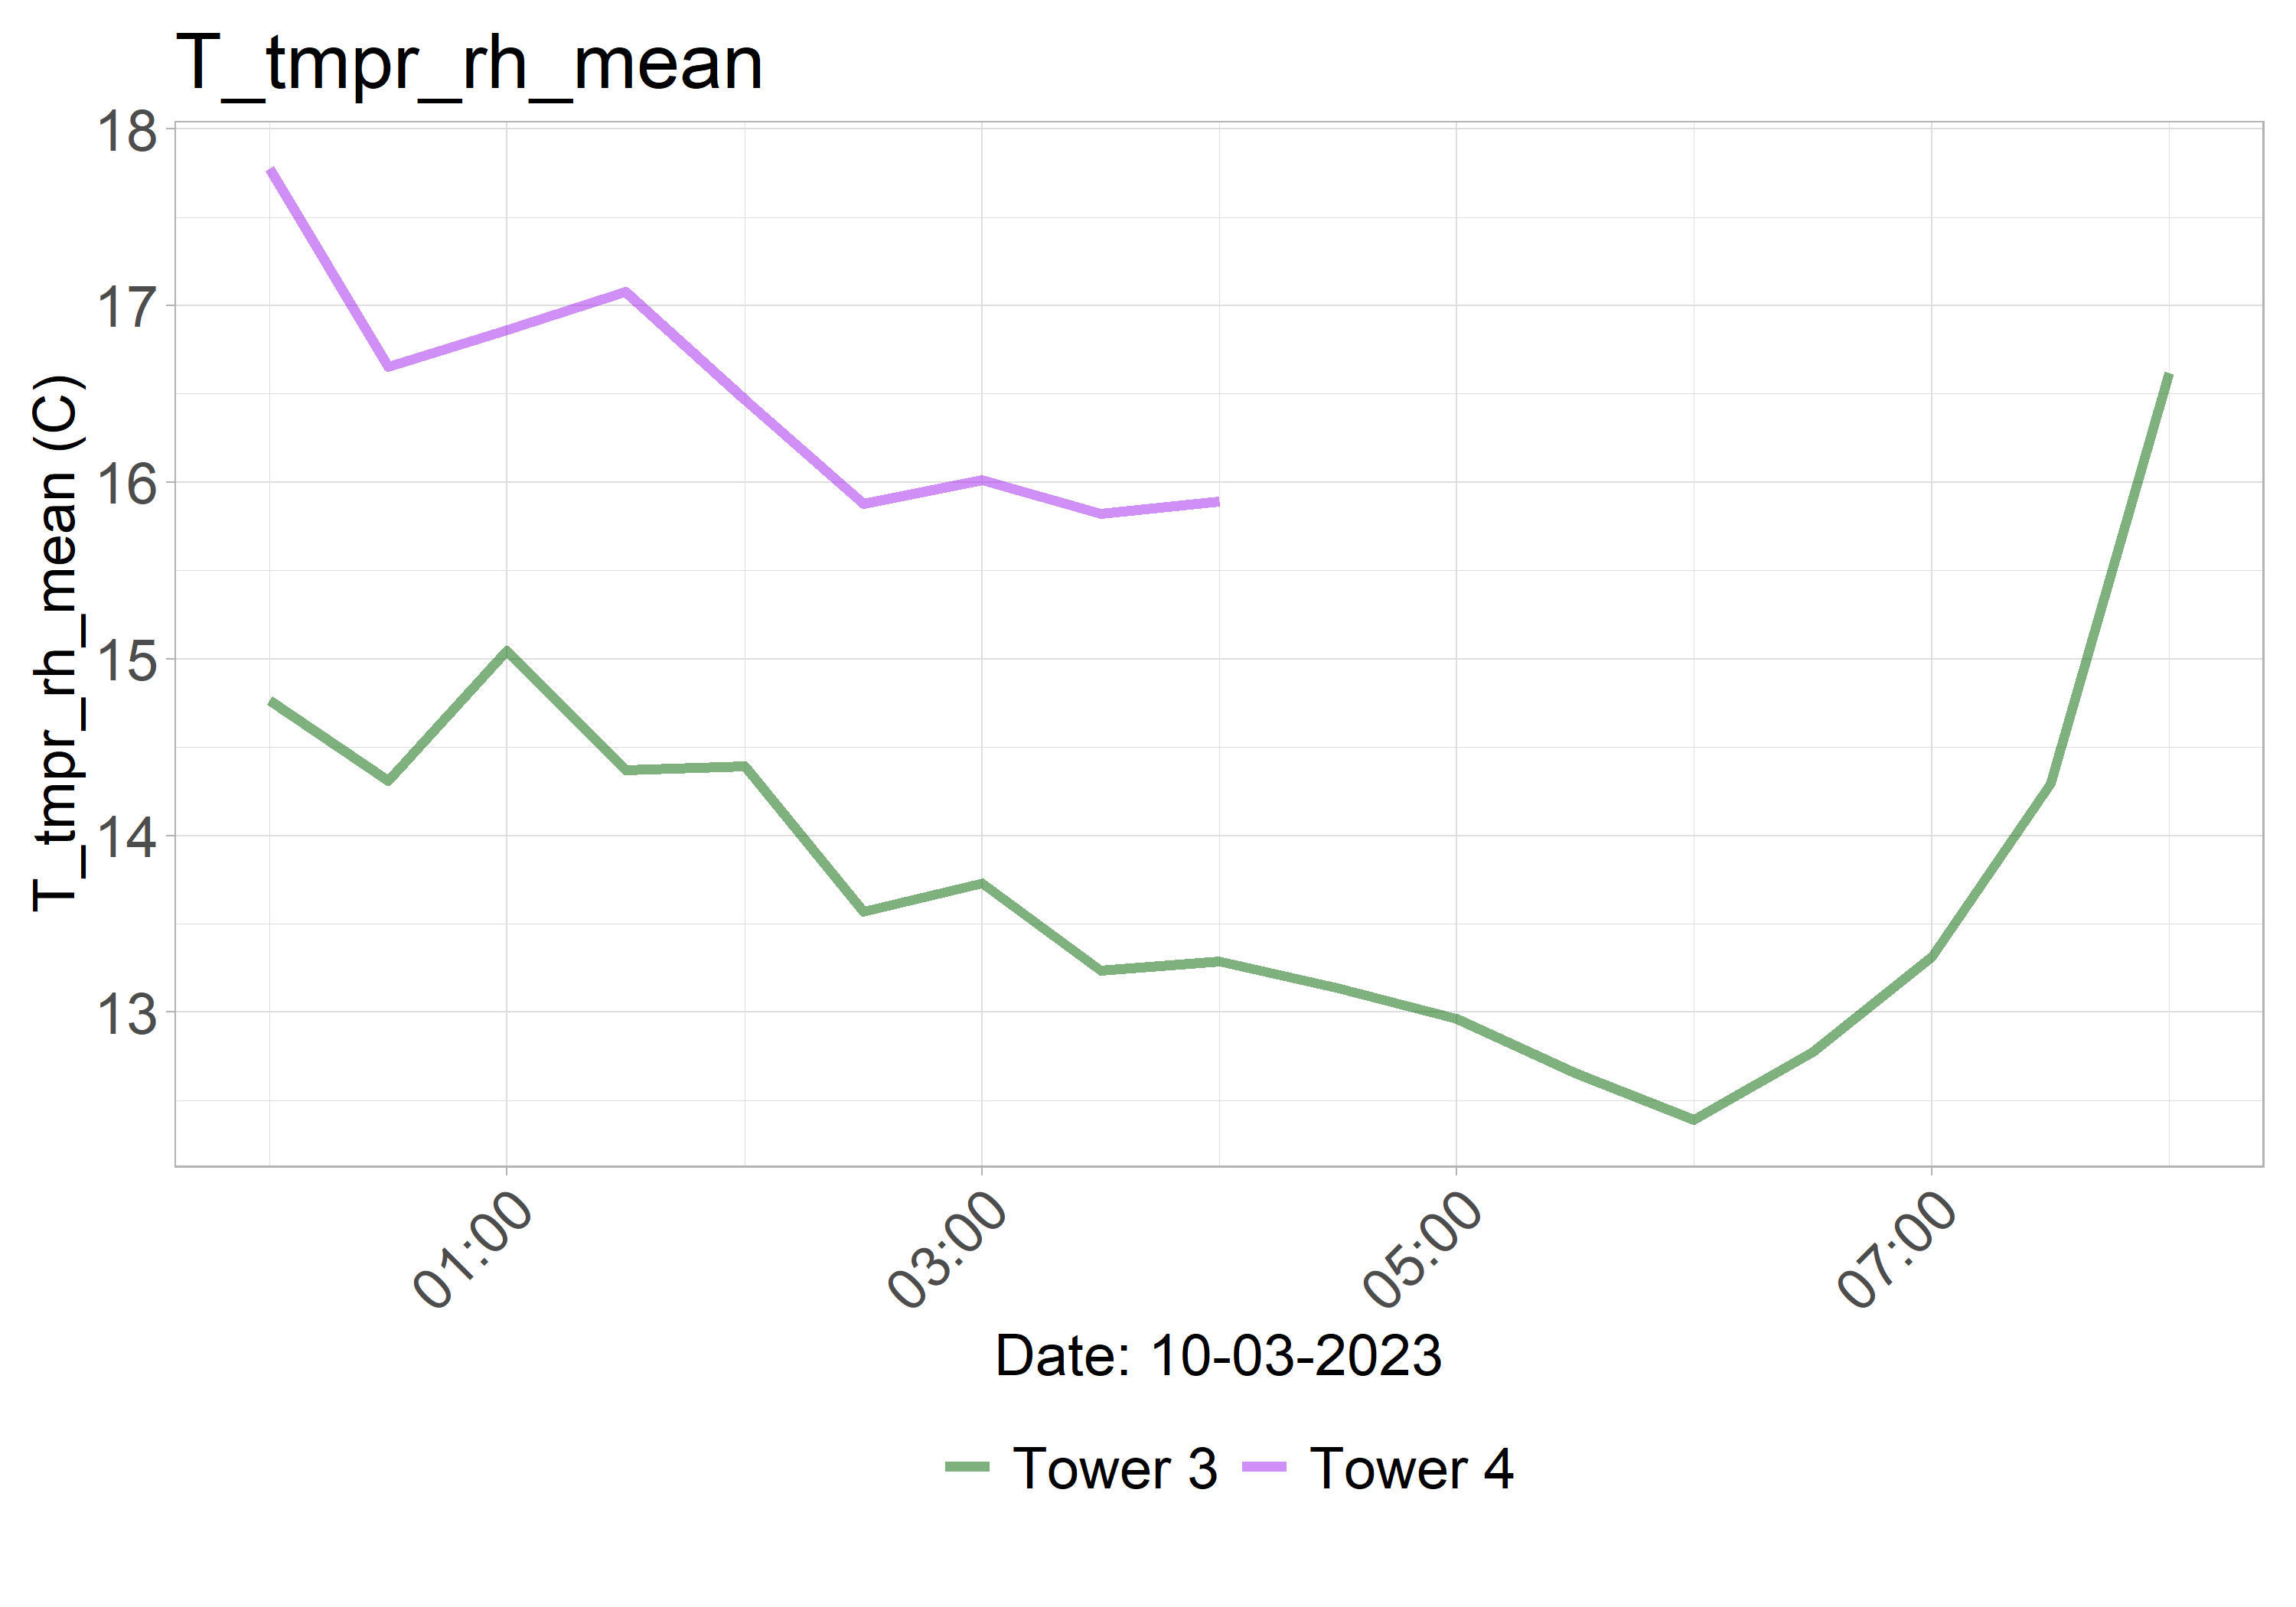 T_tmpr_rh_mean
T_tmpr_rh_mean (C)
18
17
16
15
14
13
01:00
03:00
05:00
07:00
Date: 10-03-2023
Tower 3
Tower 4